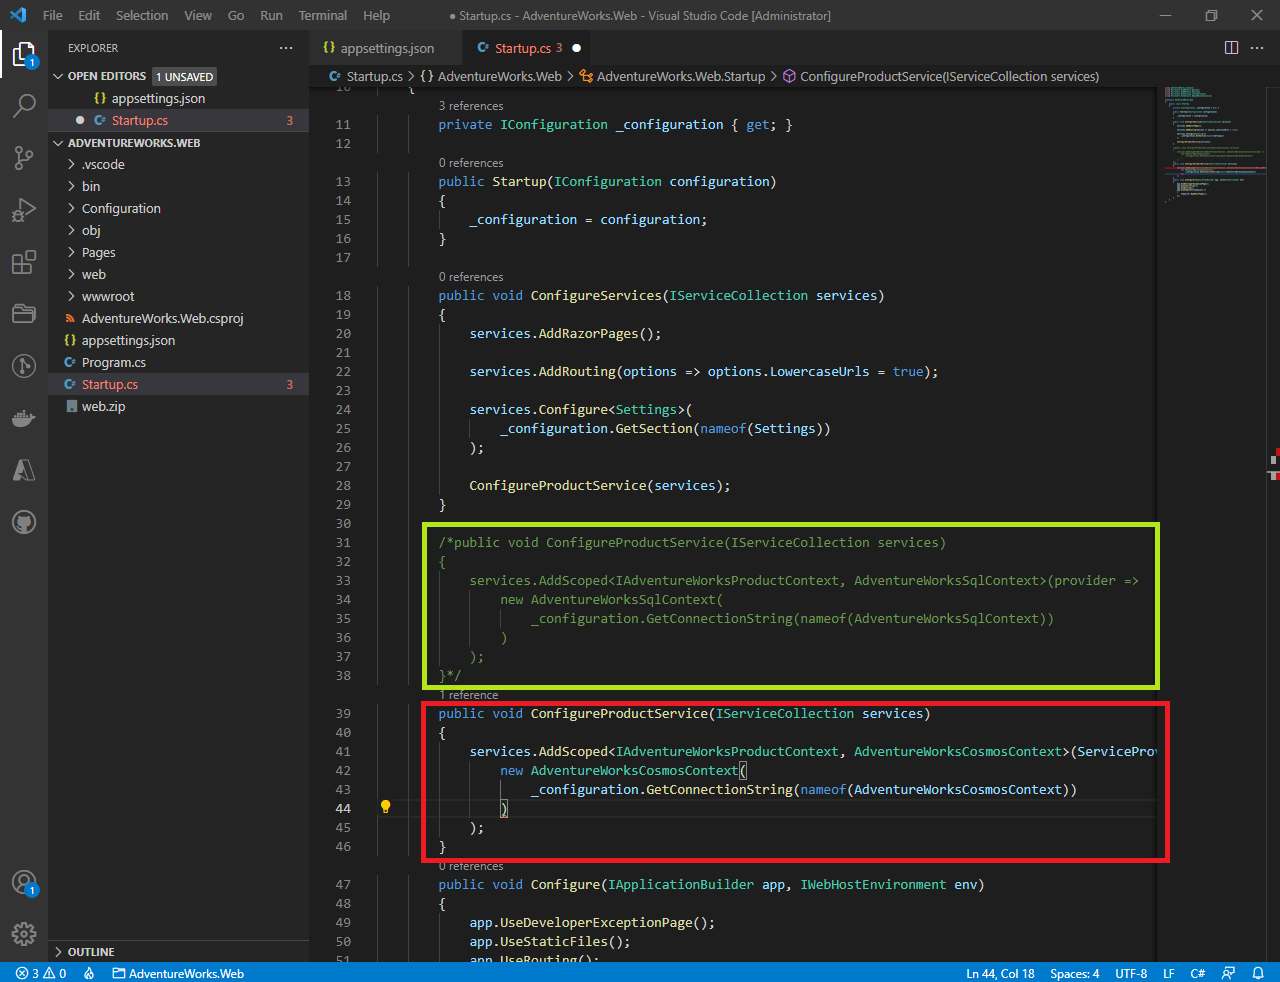 File Edit Selection View Go Run Terminal Help
● Startup.cs - AdventureWorks.Web - Visual Studio Code [Administrator]
EXPLORER
OPEN EDITORS 1 UNSAVED
{} appsettings.json
● C# Startup.cs 3
ADVENTUREWORKS.WEB
.vscode
bin
Configuration
obj
Pages
web
wwwroot
AdventureWorks.Web.csproj
{} appsettings.json
C# Program.cs
C# Startup.cs 3
web.zip
OUTLINE
1
1
{} appsettings.json
C# Startup.cs 3 ●
C# Startup.cs > {} AdventureWorks.Web > AdventureWorks.Web.Startup > ConfigureProductService(IServiceCollection services)
10 {
3 references
11 private IConfiguration _configuration { get; }
12
0 references
13 public Startup(IConfiguration configuration)
14 {
15 _configuration = configuration;
16 }
17
0 references
18 public void ConfigureServices(IServiceCollection services)
19 {
20 services.AddRazorPages();
21
22 services.AddRouting(options => options.LowercaseUrls = true);
23
24 services.Configure<Settings>(
25 _configuration.GetSection(nameof(Settings))
26 );
27
28 ConfigureProductService(services);
29 }
30
31 /*public void ConfigureProductService(IServiceCollection services)
32 {
33 services.AddScoped<IAdventureWorksProductContext, AdventureWorksSqlContext>(provider =>
34 new AdventureWorksSqlContext(
35 _configuration.GetConnectionString(nameof(AdventureWorksSqlContext))
36 )
37 );
38 }*/
1 reference
39 public void ConfigureProductService(IServiceCollection services)
40 {
41 services.AddScoped<IAdventureWorksProductContext, AdventureWorksCosmosContext>(ServiceProv
42 new AdventureWorksCosmosContext(
43 _configuration.GetConnectionString(nameof(AdventureWorksCosmosContext))
44 )
45 );
46 }
0 references
47 public void Configure(IApplicationBuilder app, IWebHostEnvironment env)
48 {
49 app.UseDeveloperExceptionPage();
50 app.UseStaticFiles();
51 app.UseRouting();
3 0 AdventureWorks.Web
Ln 44, Col 18 Spaces: 4 UTF-8 LF C#